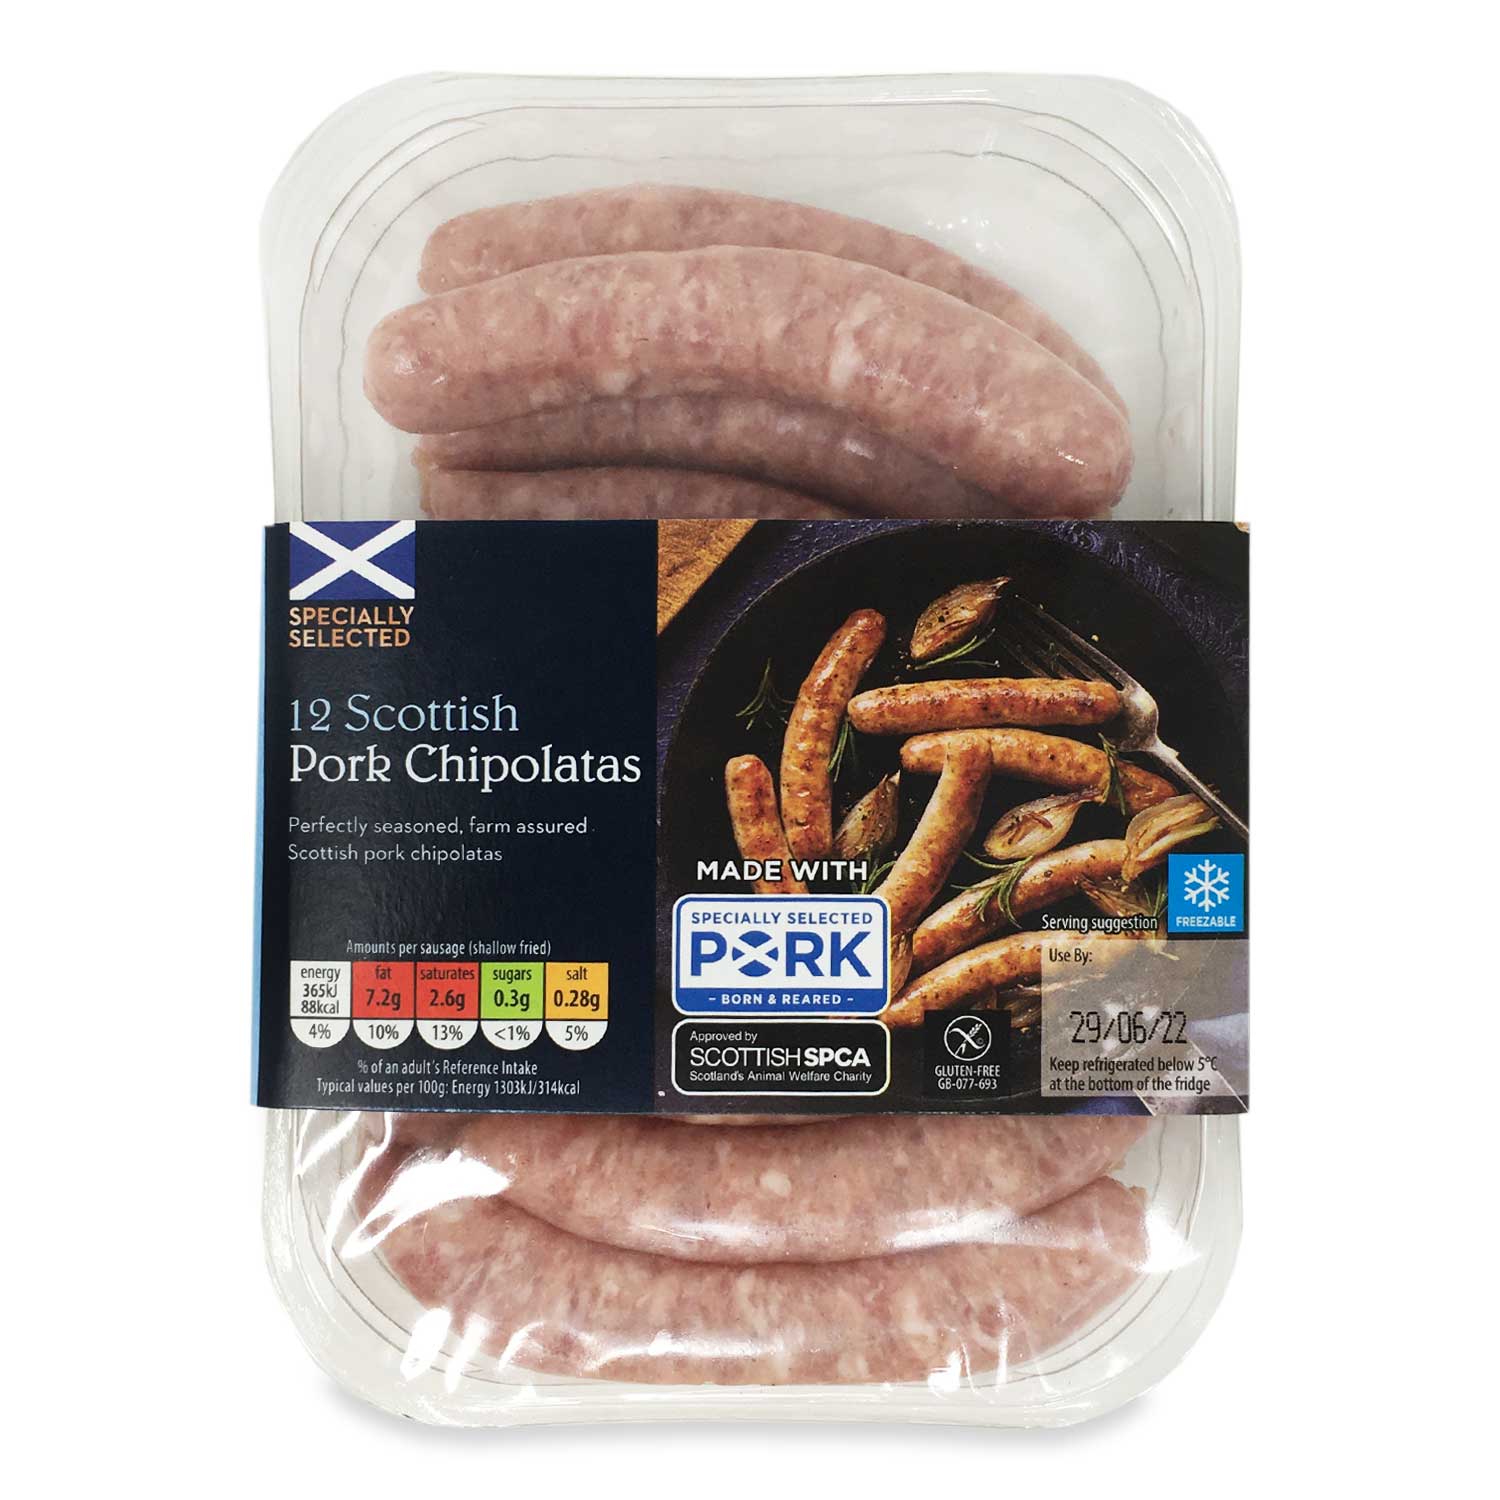 SPECIALLY
SELECTED
12 Scottish
Pork Chipolatas
Perfectly seasoned, farm assured
Scottish pork chipolatas
Amounts per sausage (shallow fried)
energy
365kJ
88kcal
4%
fat
7.2g
10%
saturates
2.6g
13%
sugars
0.3g
<1%
salt
0.28g
5%
% of an adult's Reference Intake
Typical values per 100g: Energy 1303kJ/314kcal
MADE WITH
SPECIALLY SELECTED
PORK
– BORN & REARED –
Approved by
SCOTTISH SPCA
Scotland's Animal Welfare Charity
GLUTEN-FREE
GB-077-693
FREEZABLE
Serving suggestion
Use By:
29/06/22
Keep refrigerated below 5°C
at the bottom of the fridge